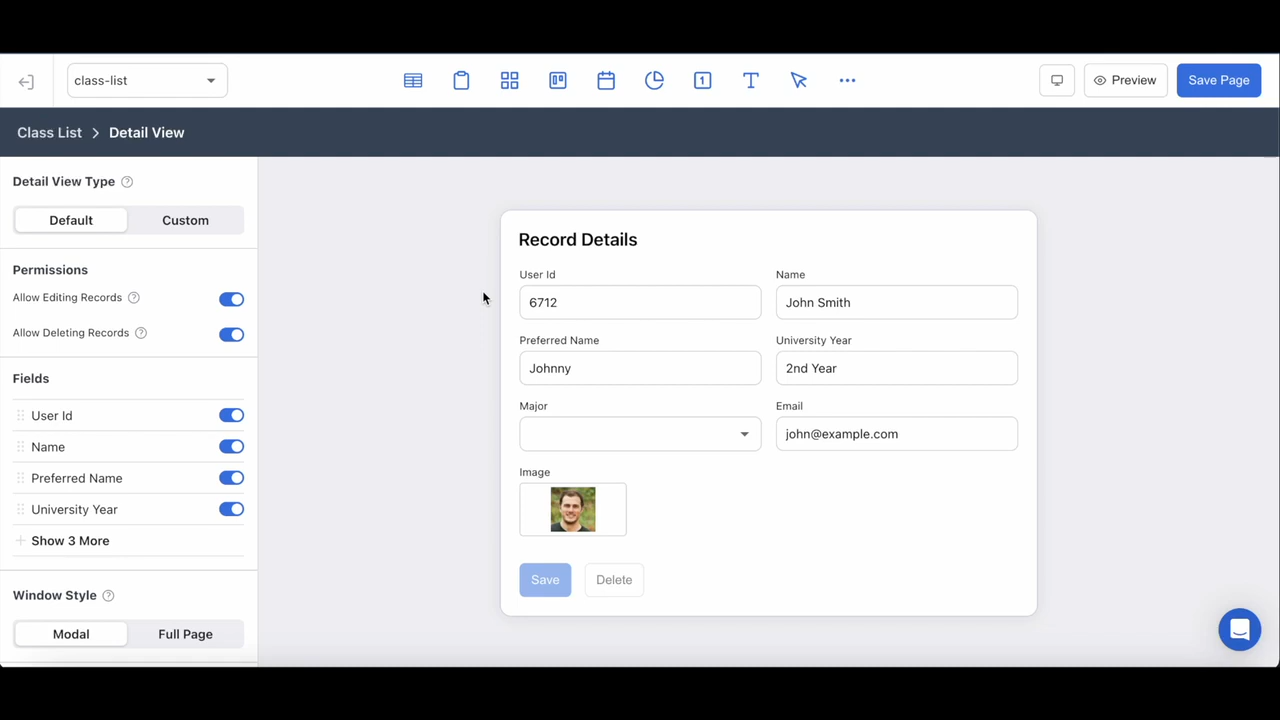 class-list
1
Preview
Save Page
Class List > Detail View
Detail View Type ?
Default
Custom
Permissions
Allow Editing Records ?
Allow Deleting Records ?
Fields
User Id
Name
Preferred Name
University Year
+ Show 3 More
Window Style ?
Modal
Full Page
Record Details
User Id
Name
6712
John Smith
Preferred Name
University Year
Johnny
2nd Year
Major
Email
john@example.com
Image
Save
Delete